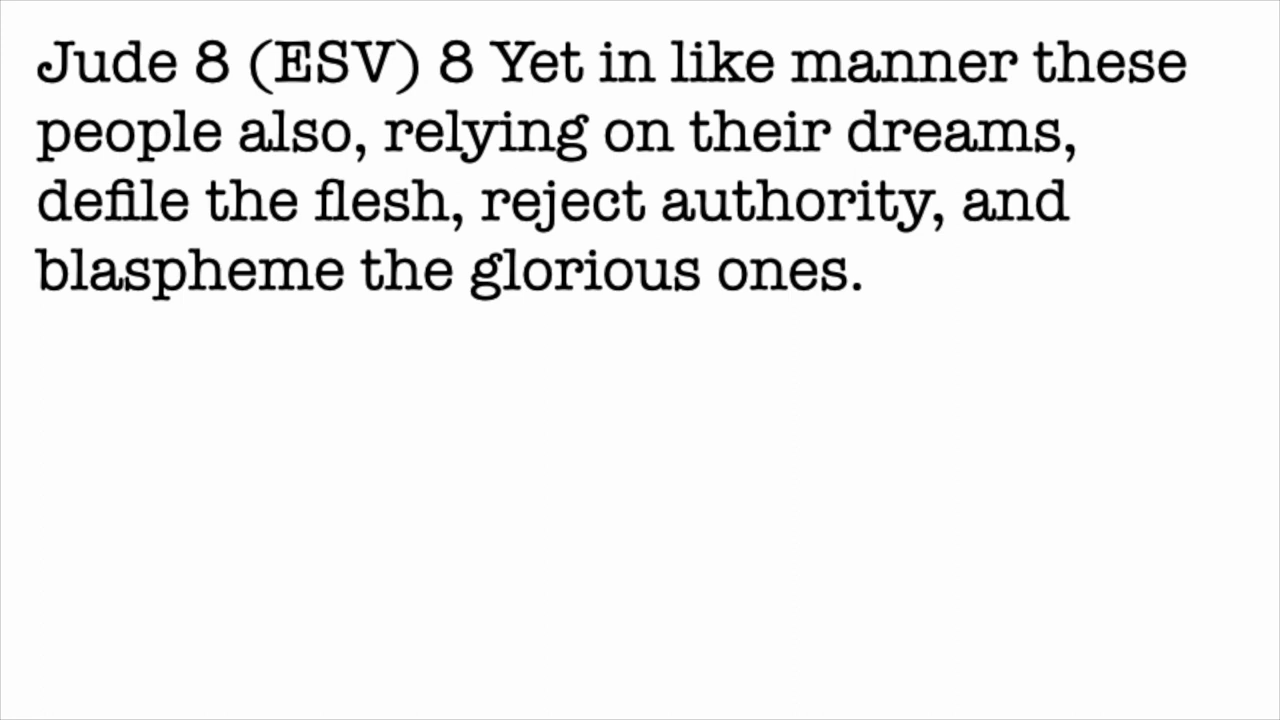 Jude 8 (ESV) 8 Yet in like manner these
people also, relying on their dreams,
defile the flesh, reject authority, and
blaspheme the glorious ones.